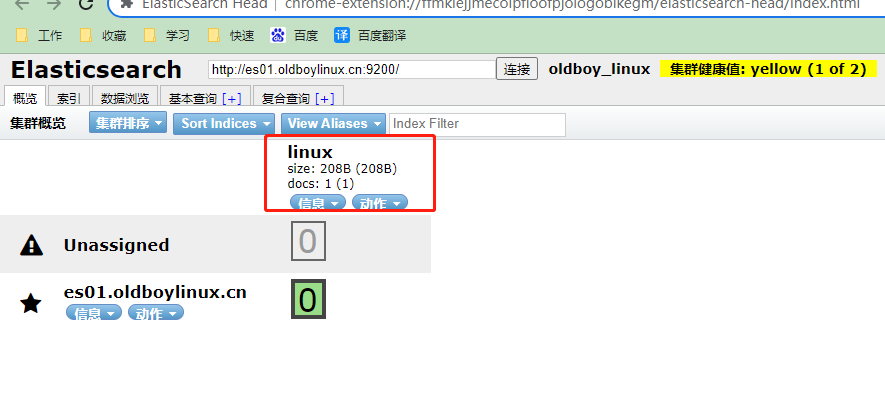 ElasticSearch Head
chrome-extension://ffmkiejjmecolpfloofpjologoblkegm/elasticsearch-head/index.html
工作 收藏 学习 快速 百度 译 百度翻译
Elasticsearch http://es01.oldboylinux.cn:9200/ 连接 oldboy_linux 集群健康值: yellow (1 of 2)
概览 索引 数据浏览 基本查询 [+] 复合查询 [+]
集群概览 集群排序 Sort Indices View Aliases Index Filter
linux
size: 208B (208B)
docs: 1 (1)
信息 动作
Unassigned 0
es01.oldboylinux.cn 0
信息 动作